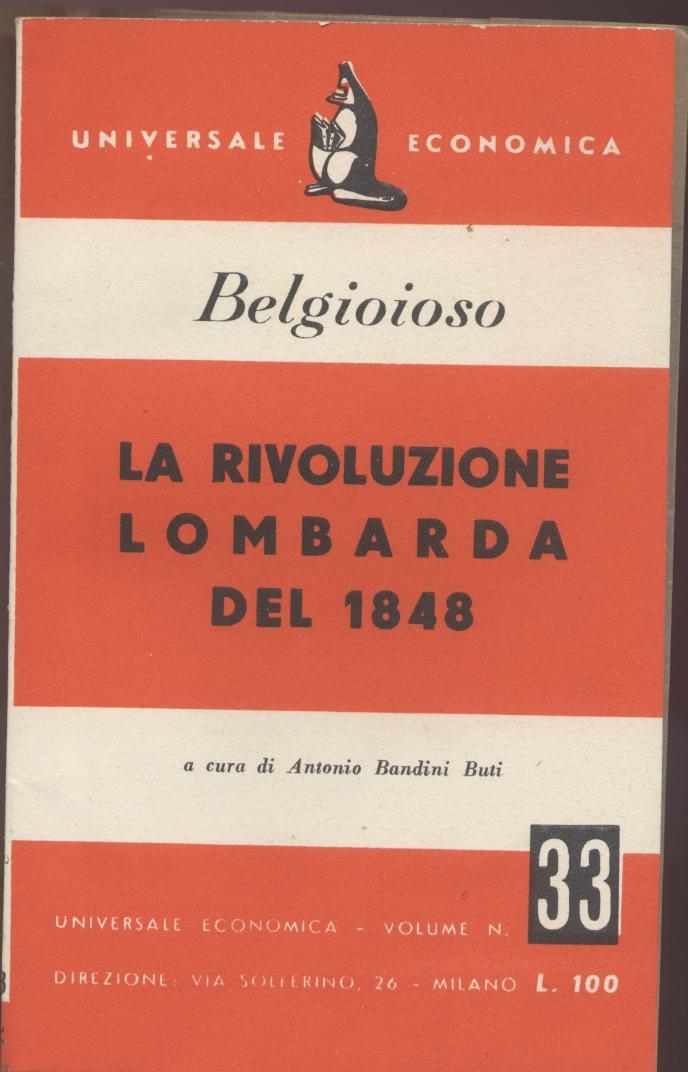 UNIVERSALE ECONOMICA
Belgioioso
LA RIVOLUZIONE
LOMBARDA
DEL 1848
a cura di Antonio Bandini Buti
33
UNIVERSALE ECONOMICA - VOLUME N.
DIREZIONE: VIA SOLFERINO, 26 - MILANO L. 100